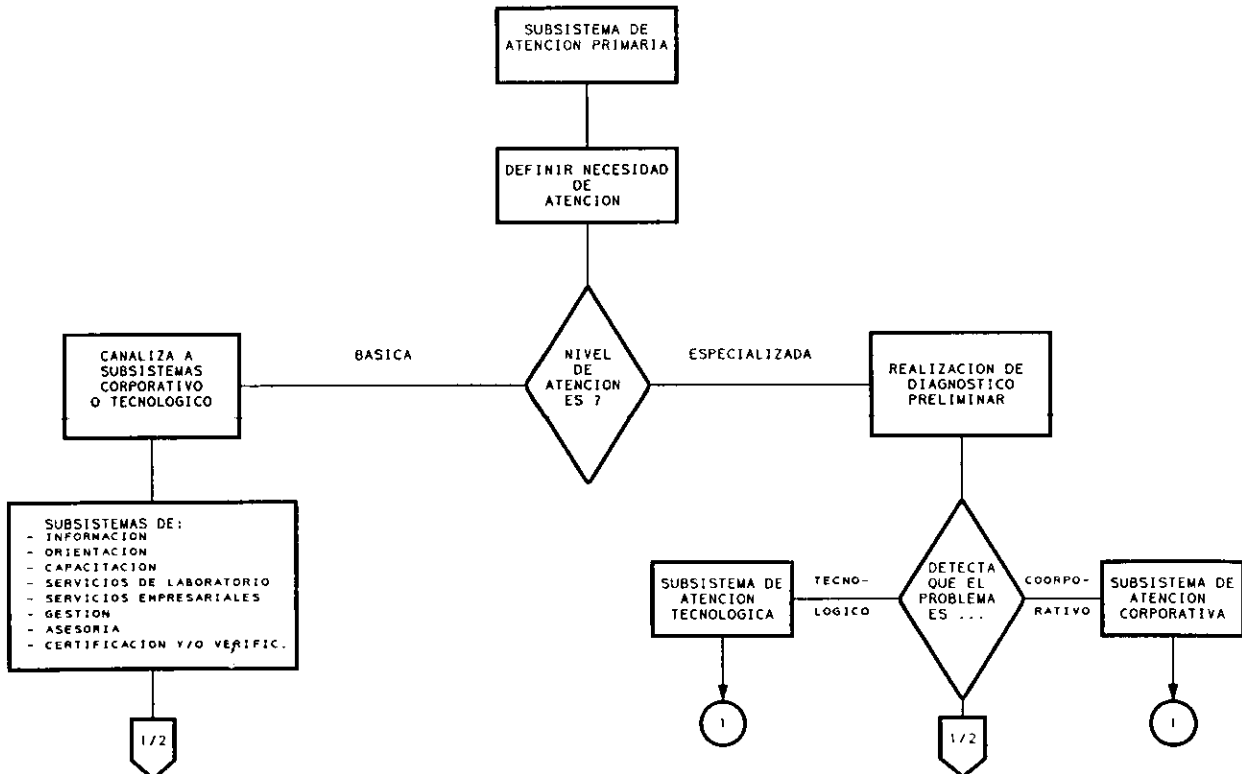 SUBSISTEMA DE
ATENCION PRIMARIA
DEFINIR NECESIDAD
DE
ATENCION
CANALIZA A
SUBSISTEMAS
CORPORATIVO
O TECNOLOGICO
BASICA
NIVEL
DE
ATENCION
ES ?
ESPECIALIZADA
REALIZACION DE
DIAGNOSTICO
PRELIMINAR
SUBSISTEMAS DE:
- INFORMACION
- ORIENTACION
- CAPACITACION
- SERVICIOS DE LABORATORIO
- SERVICIOS EMPRESARIALES
- GESTION
- ASESORIA
- CERTIFICACION Y/O VERIFIC.
SUBSISTEMA DE
ATENCION
TECNOLOGICA
TECNO-
LOGICO
DETECTA
QUE EL
PROBLEMA
ES ...
COORPO-
RATIVO
SUBSISTEMA DE
ATENCION
CORPORATIVA
1/2
1
1/2
1